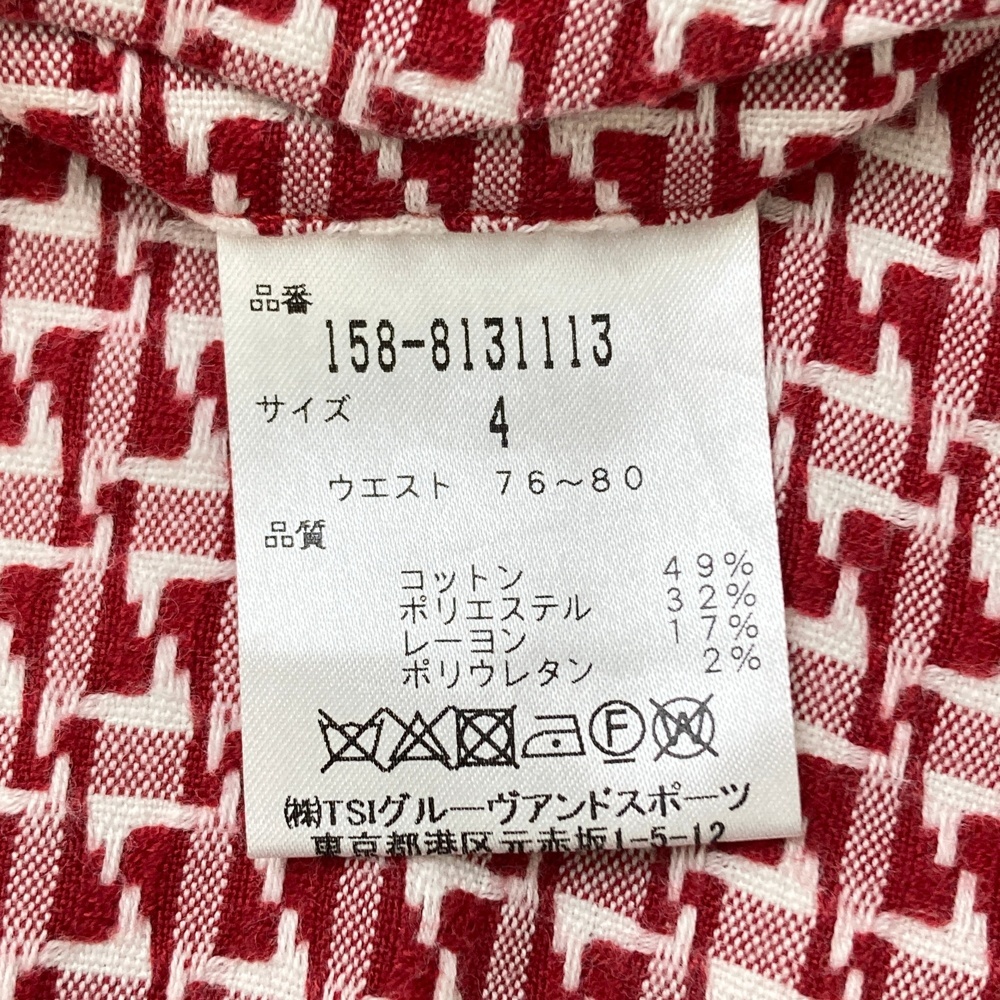 品番
158-8131113
サイズ 4
ウエスト 76～80
品質
コットン 49%
ポリエステル 32%
レーヨン 17%
ポリウレタン 2%
F W
㈱TSIグルーヴアンドスポーツ
東京都港区元赤坂1-5-12